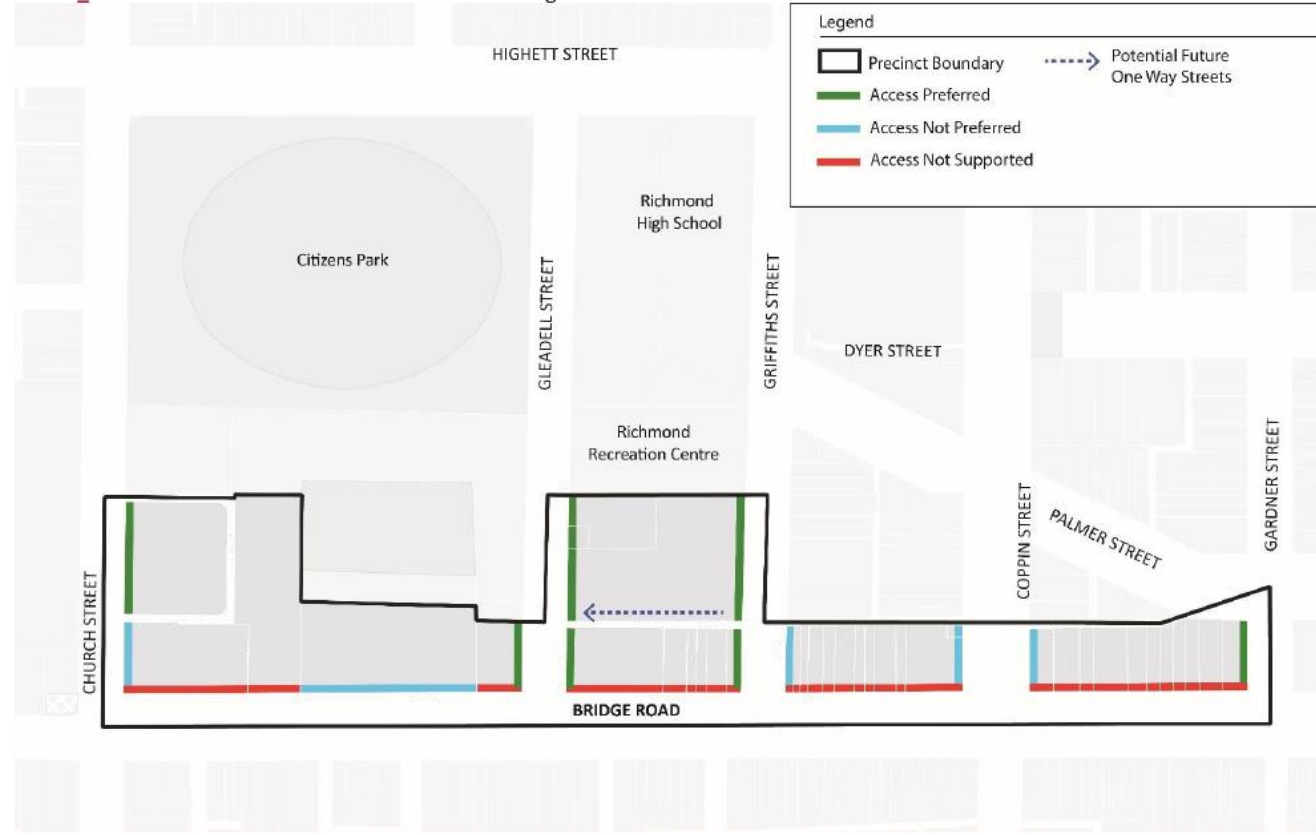 Legend
Precinct Boundary
Potential Future
One Way Streets
Access Preferred
Access Not Preferred
Access Not Supported
HIGHETT STREET
Richmond
High School
Citizens Park
GLEADELL STREET
GRIFFITHS STREET
DYER STREET
Richmond
Recreation Centre
GARDNER STREET
COPPIN STREET
PALMER STREET
CHURCH STREET
BRIDGE ROAD